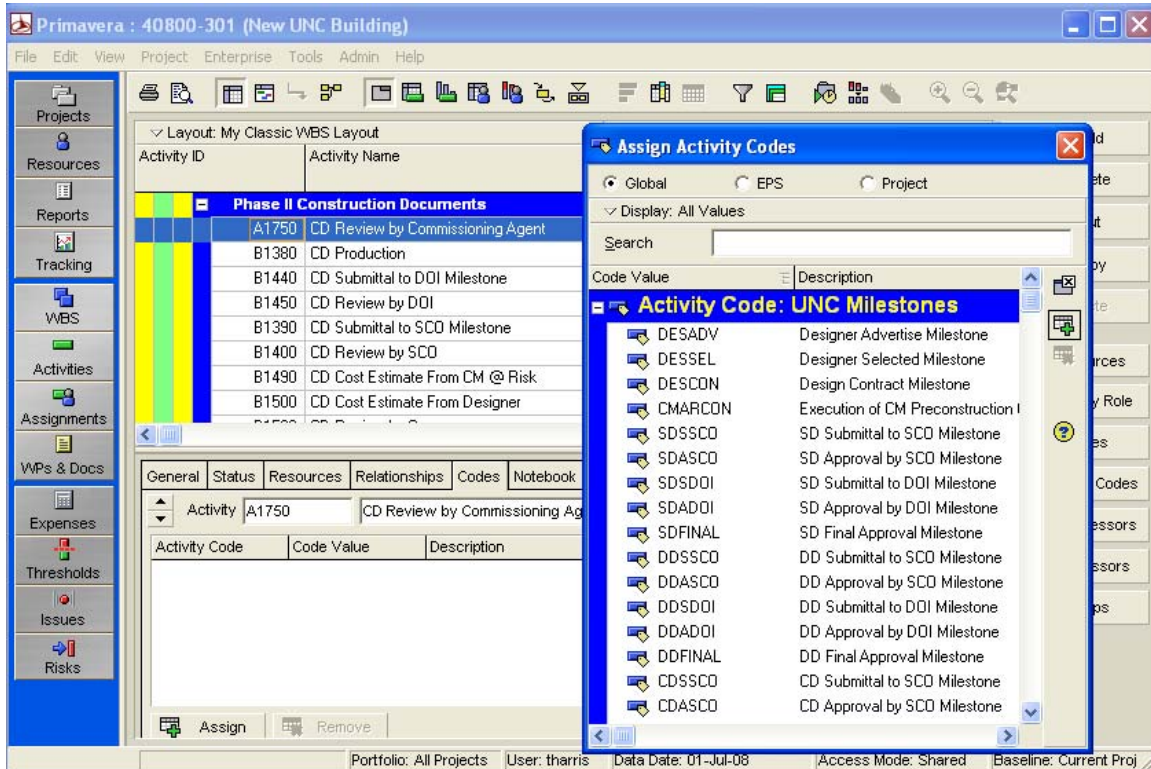 Primavera : 40800-301 (New UNC Building)
File Edit View Project Enterprise Tools Admin Help
Projects
Resources
Reports
Tracking
WBS
Activities
Assignments
WPs & Docs
Expenses
Thresholds
Issues
Risks
Layout: My Classic WBS Layout
Activity ID Activity Name
Phase II Construction Documents
A1750 CD Review by Commissioning Agent
B1380 CD Production
B1440 CD Submittal to DOI Milestone
B1450 CD Review by DOI
B1390 CD Submittal to SCO Milestone
B1400 CD Review by SCO
B1490 CD Cost Estimate From CM @ Risk
B1500 CD Cost Estimate From Designer
General Status Resources Relationships Codes Notebook
Activity A1750 CD Review by Commissioning Ag
Activity Code Code Value Description
Assign Remove
Assign Activity Codes
Global EPS Project
Display: All Values
Search
Code Value Description
Activity Code: UNC Milestones
DESADV Designer Advertise Milestone
DESSEL Designer Selected Milestone
DESCON Design Contract Milestone
CMARCON Execution of CM Preconstruction
SDSSCO SD Submittal to SCO Milestone
SDASCO SD Approval by SCO Milestone
SDSDOI SD Submittal to DOI Milestone
SDADOI SD Approval by DOI Milestone
SDFINAL SD Final Approval Milestone
DDSSCO DD Submittal to SCO Milestone
DDASCO DD Approval by SCO Milestone
DDSDOI DD Submittal to DOI Milestone
DDADOI DD Approval by DOI Milestone
DDFINAL DD Final Approval Milestone
CDSSCO CD Submittal to SCO Milestone
CDASCO CD Approval by SCO Milestone
Role
Codes
Portfolio: All Projects User: tharris Data Date: 01-Jul-08 Access Mode: Shared Baseline: Current Proj